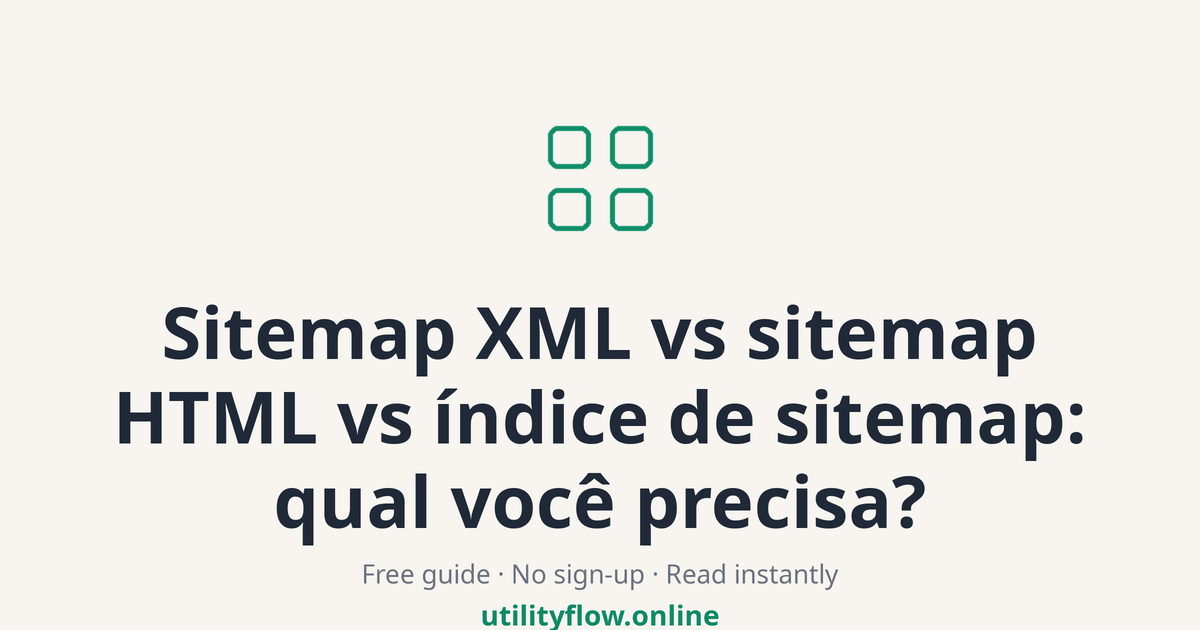 Sitemap XML vs sitemap
HTML vs índice de sitemap:
qual você precisa?
Free guide · No sign-up · Read instantly
utilityflow.online